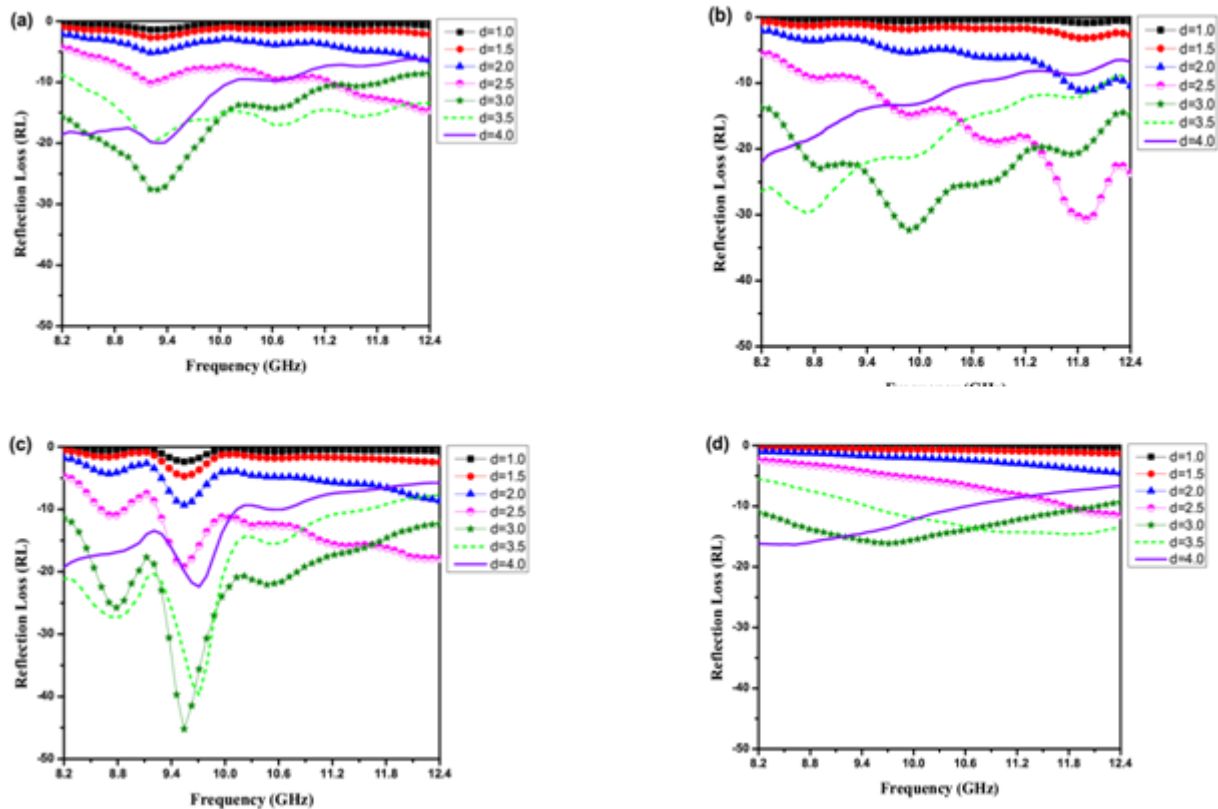 (a)
0
-10
-20
-30
-40
-50
8.2 8.8 9.4 10.0 10.6 11.2 11.8 12.4
Reflection Loss (RL)
Frequency (GHz)
d=1.0
d=1.5
d=2.0
d=2.5
d=3.0
d=3.5
d=4.0
(b)
0
-10
-20
-30
-40
-50
8.2 8.8 9.4 10.0 10.6 11.2 11.8 12.4
Reflection Loss (RL)
d=1.0
d=1.5
d=2.0
d=2.5
d=3.0
d=3.5
d=4.0
(c)
0
-10
-20
-30
-40
-50
8.2 8.8 9.4 10.0 10.6 11.2 11.8 12.4
Reflection Loss (RL)
Frequency (GHz)
d=1.0
d=1.5
d=2.0
d=2.5
d=3.0
d=3.5
d=4.0
(d)
0
-10
-20
-30
-40
-50
8.2 8.8 9.4 10.0 10.6 11.2 11.8 12.4
Reflection Loss (RL)
Frequency (GHz)
d=1.0
d=1.5
d=2.0
d=2.5
d=3.0
d=3.5
d=4.0